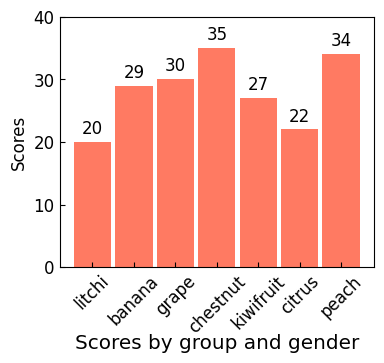 40
30
20
10
0
Scores
20
29
30
35
27
22
34
litchi
banana
grape
chestnut
kiwifruit
citrus
peach
Scores by group and gender